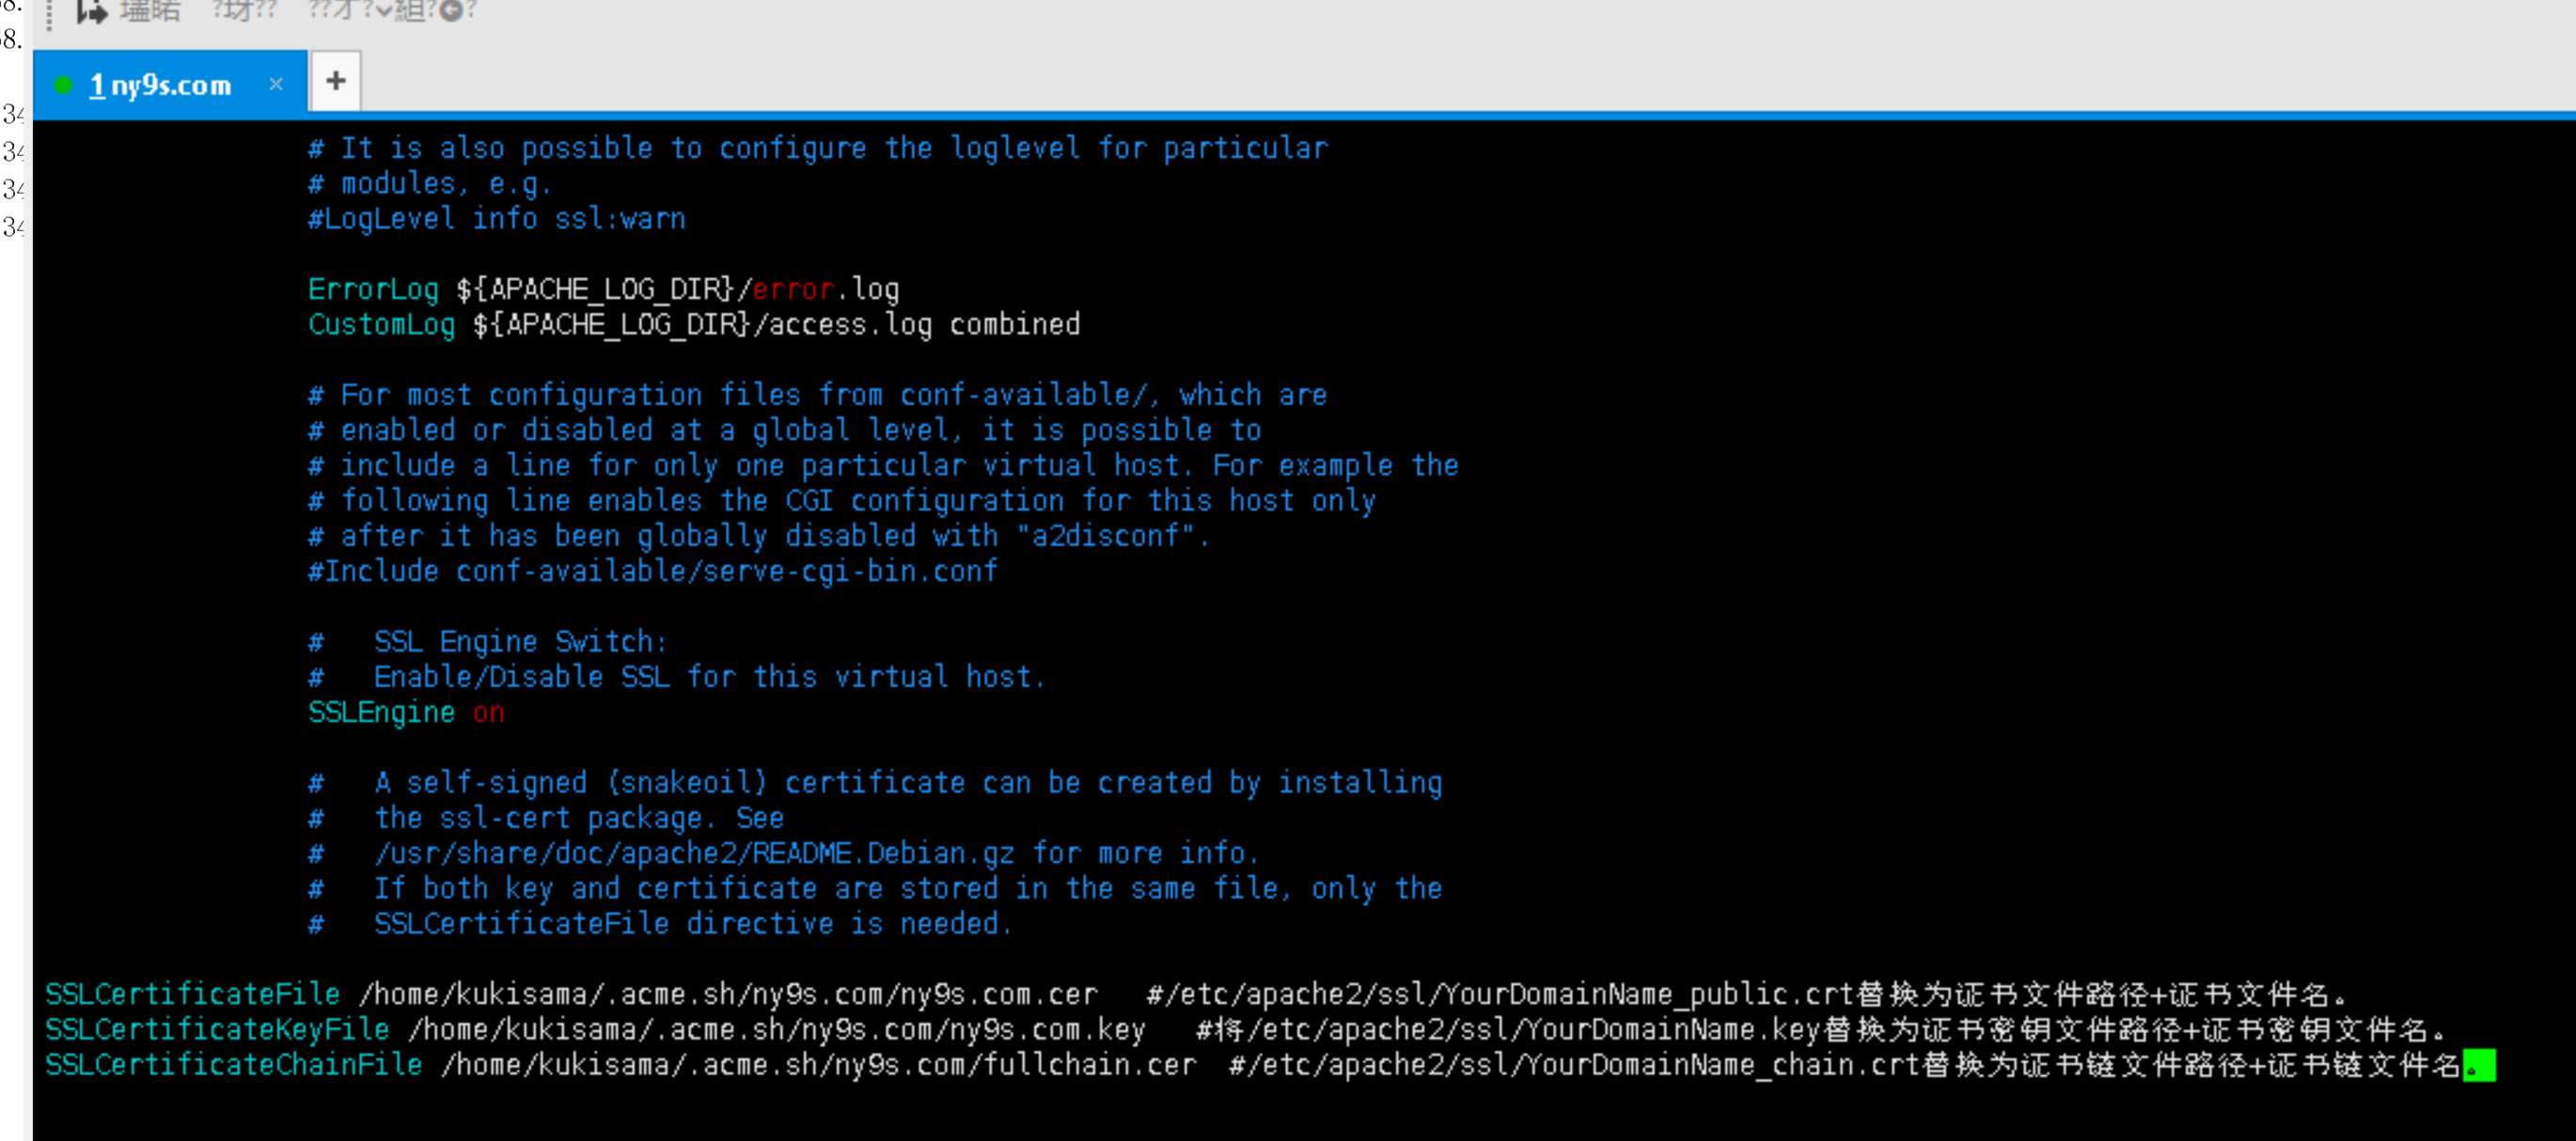 8.
8.
1 ny9s.com × +
34
34
34
34
# It is also possible to configure the loglevel for particular
# modules, e.g.
#LogLevel info ssl:warn
ErrorLog ${APACHE_LOG_DIR}/error.log
CustomLog ${APACHE_LOG_DIR}/access.log combined
# For most configuration files from conf-available/, which are
# enabled or disabled at a global level, it is possible to
# include a line for only one particular virtual host. For example the
# following line enables the CGI configuration for this host only
# after it has been globally disabled with "a2disconf".
#Include conf-available/serve-cgi-bin.conf
#   SSL Engine Switch:
#   Enable/Disable SSL for this virtual host.
SSLEngine on
#   A self-signed (snakeoil) certificate can be created by installing
#   the ssl-cert package. See
#   /usr/share/doc/apache2/README.Debian.gz for more info.
#   If both key and certificate are stored in the same file, only the
#   SSLCertificateFile directive is needed.
SSLCertificateFile /home/kukisama/.acme.sh/ny9s.com/ny9s.com.cer   #/etc/apache2/ssl/YourDomainName_public.crt替换为证书文件路径+证书文件名。
SSLCertificateKeyFile /home/kukisama/.acme.sh/ny9s.com/ny9s.com.key   #将/etc/apache2/ssl/YourDomainName.key替换为证书密钥文件路径+证书密钥文件名。
SSLCertificateChainFile /home/kukisama/.acme.sh/ny9s.com/fullchain.cer  #/etc/apache2/ssl/YourDomainName_chain.crt替换为证书链文件路径+证书链文件名。